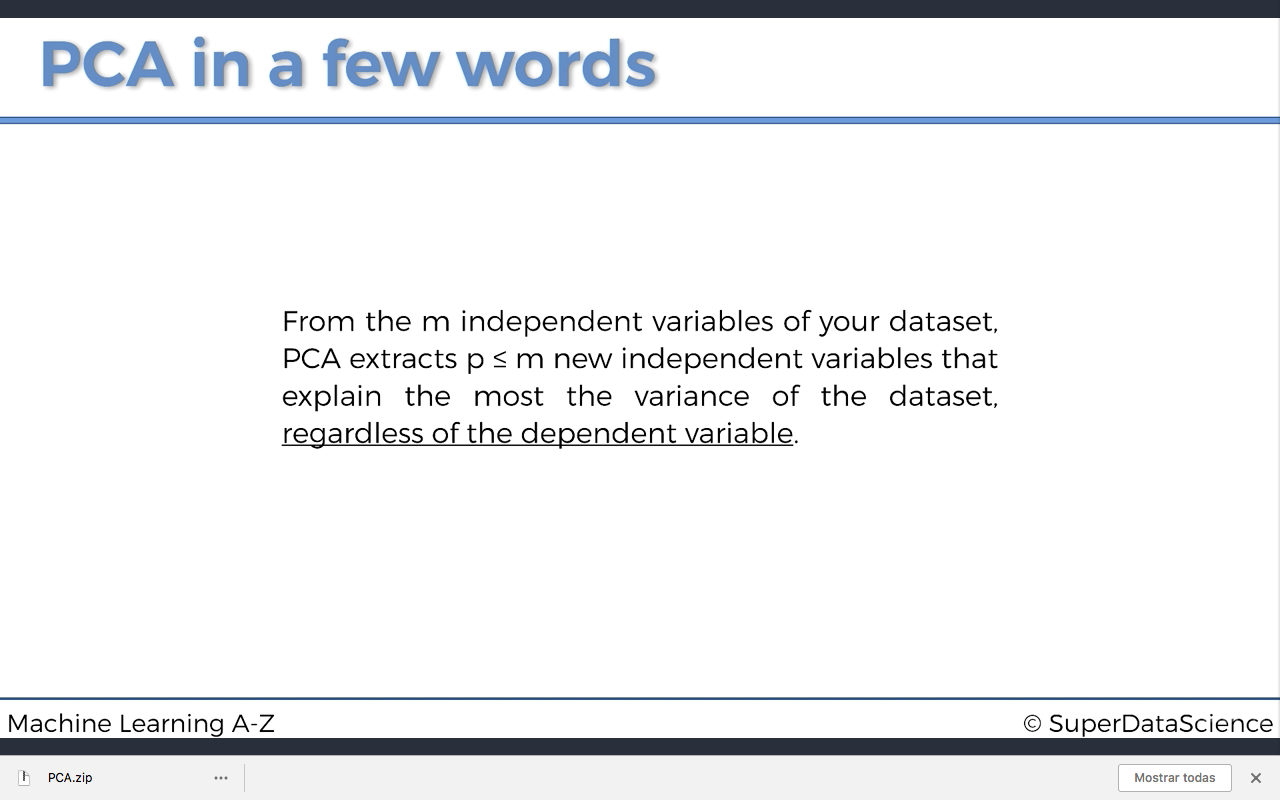 PCA in a few words
From the m independent variables of your dataset,
PCA extracts p ≤ m new independent variables that
explain the most the variance of the dataset,
regardless of the dependent variable.
Machine Learning A-Z
© SuperDataScience
PCA.zip
Mostrar todas